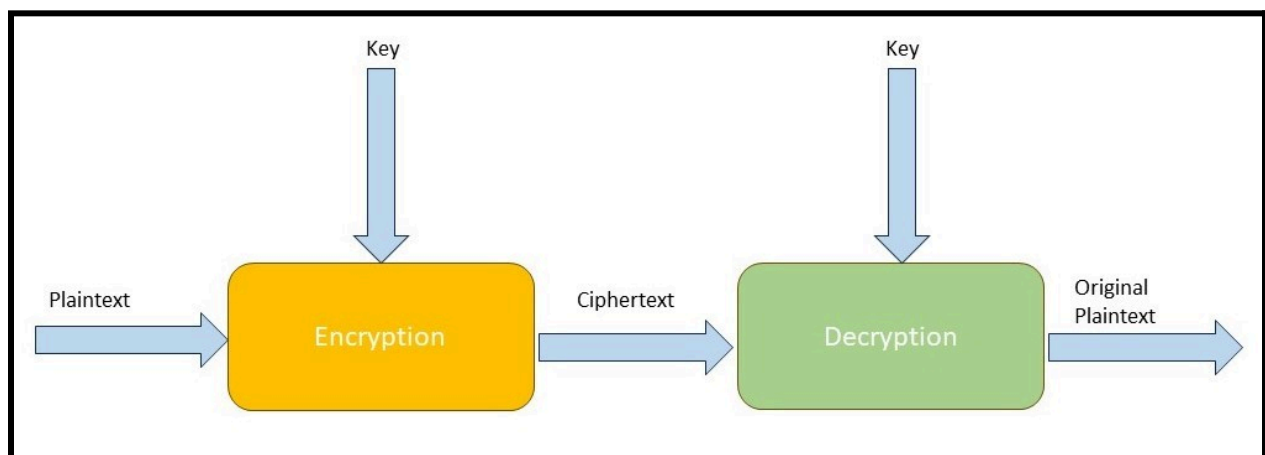 Key
Key
Plaintext
Encryption
Ciphertext
Decryption
Original
Plaintext